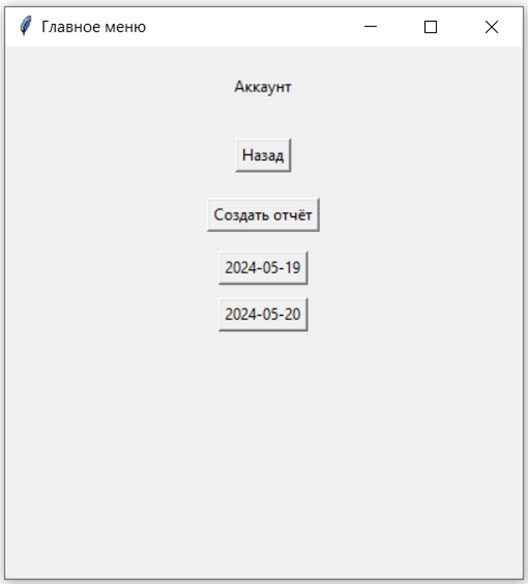 Главное меню
Аккаунт
Назад
Создать отчёт
2024-05-19
2024-05-20